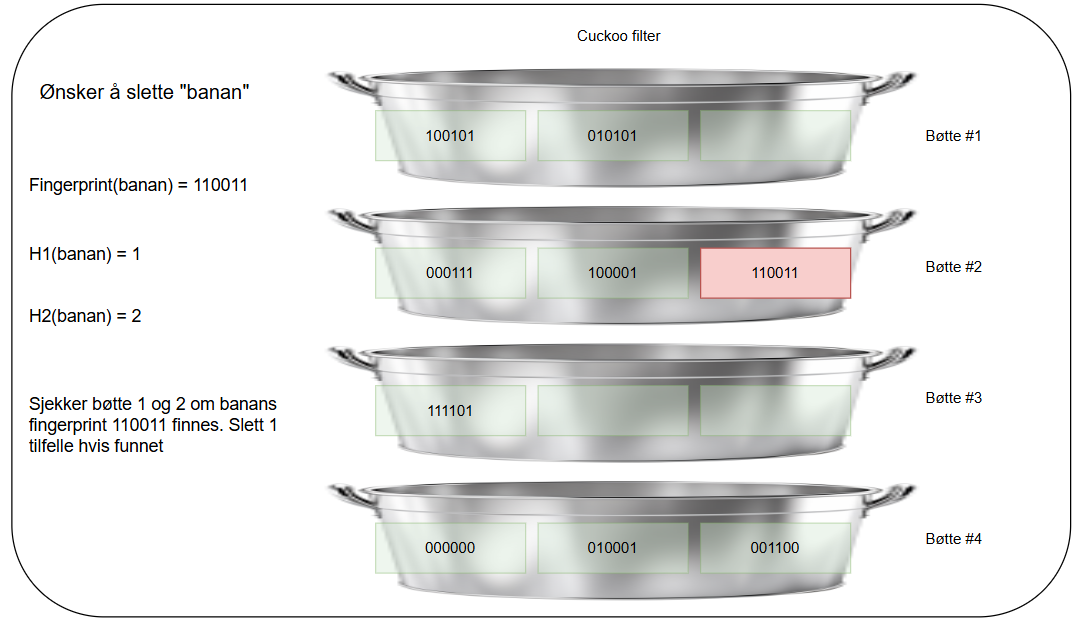 Cuckoo filter
Ønsker å slette "banan"
100101 010101 Bøtte #1
Fingerprint(banan) = 110011
H1(banan) = 1
000111 100001 110011 Bøtte #2
H2(banan) = 2
Sjekker bøtte 1 og 2 om banans
fingerprint 110011 finnes. Slett 1
tilfelle hvis funnet
111101 Bøtte #3
000000 010001 001100 Bøtte #4